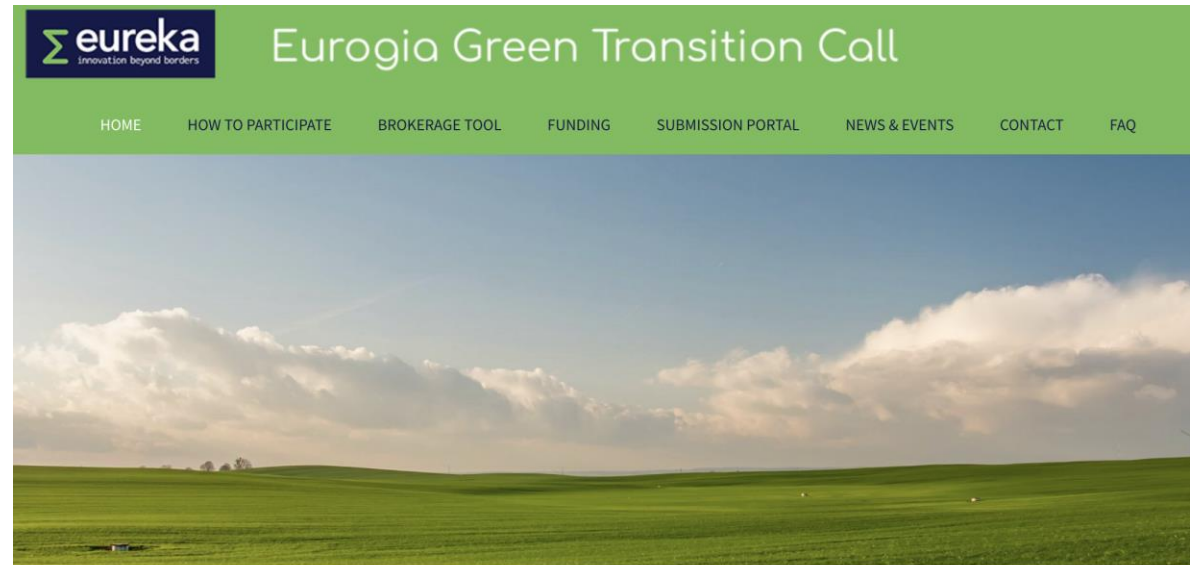 eureka
innovation beyond borders
Eurogia Green Transition Call
HOME HOW TO PARTICIPATE BROKERAGE TOOL FUNDING SUBMISSION PORTAL NEWS & EVENTS CONTACT FAQ